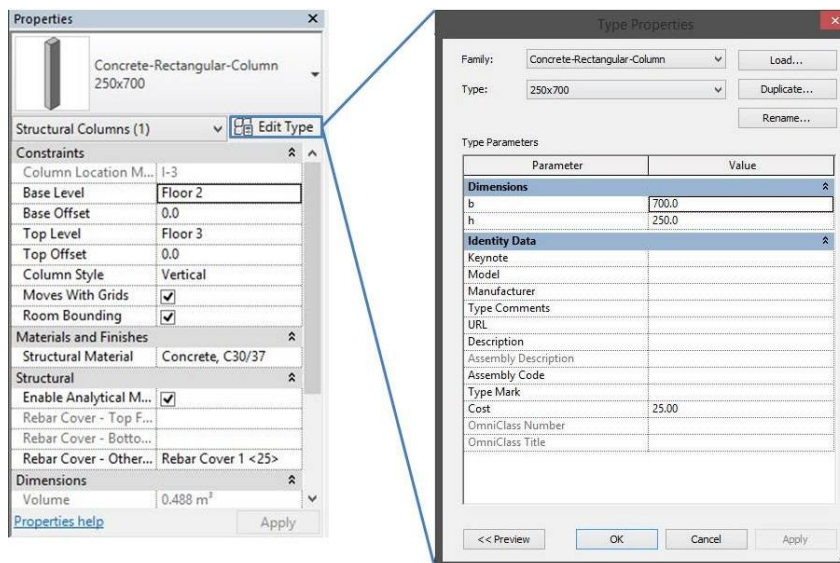 Properties
Concrete-Rectangular-Column
250x700
Structural Columns (1)
Edit Type
Constraints
Column Location M... I-3
Base Level Floor 2
Base Offset 0.0
Top Level Floor 3
Top Offset 0.0
Column Style Vertical
Moves With Grids
Room Bounding
Materials and Finishes
Structural Material Concrete, C30/37
Structural
Enable Analytical M...
Rebar Cover - Top F...
Rebar Cover - Botto...
Rebar Cover - Other... Rebar Cover 1 <25>
Dimensions
Volume 0.488 m³
Properties help Apply
Type Properties
Family: Concrete-Rectangular-Column Load...
Type: 250x700 Duplicate...
Rename...
Type Parameters
Parameter Value
Dimensions
b 700.0
h 250.0
Identity Data
Keynote
Model
Manufacturer
Type Comments
URL
Description
Assembly Description
Assembly Code
Type Mark
Cost 25.00
OmniClass Number
OmniClass Title
<< Preview OK Cancel Apply